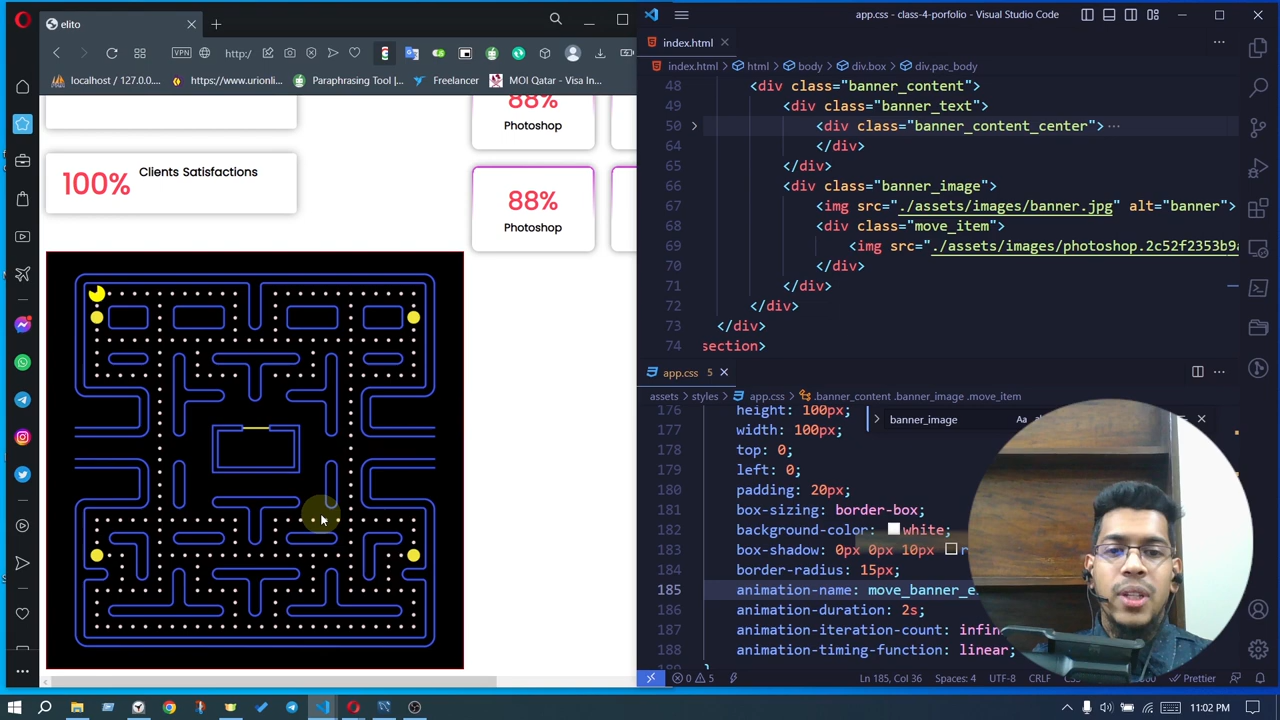 elito
app.css - class-4-porfolio - Visual Studio Code
index.html
VPN
http:/
localhost / 127.0.0....
https://www.urionli...
Paraphrasing Tool |...
Freelancer
MOI Qatar - Visa In...
index.html > html > body > div.box > div.pac_body
48 <div class="banner_content">
49 <div class="banner_text">
50 <div class="banner_content_center"> ...
64 </div>
65 </div>
66 <div class="banner_image">
67 <img src="./assets/images/banner.jpg" alt="banner">
68 <div class="move_item">
69 <img src="./assets/images/photoshop.2c52f2353b9a
70 </div>
71 </div>
72 </div>
73 </div>
74 section>
88%
Photoshop
100% Clients Satisfactions
88%
Photoshop
app.css 5
assets > styles > app.css > .banner_content .banner_image .move_item
banner_image
Aa
176 height: 100px;
177 width: 100px;
178 top: 0;
179 left: 0;
180 padding: 20px;
181 box-sizing: border-box;
182 background-color: white;
183 box-shadow: 0px 0px 10px
184 border-radius: 15px;
185 animation-name: move_banner_e
186 animation-duration: 2s;
187 animation-iteration-count: infin
188 animation-timing-function: linear;
189 }
0 5
Ln 185, Col 36
Spaces: 4
UTF-8
CRLF
Prettier
11:02 PM